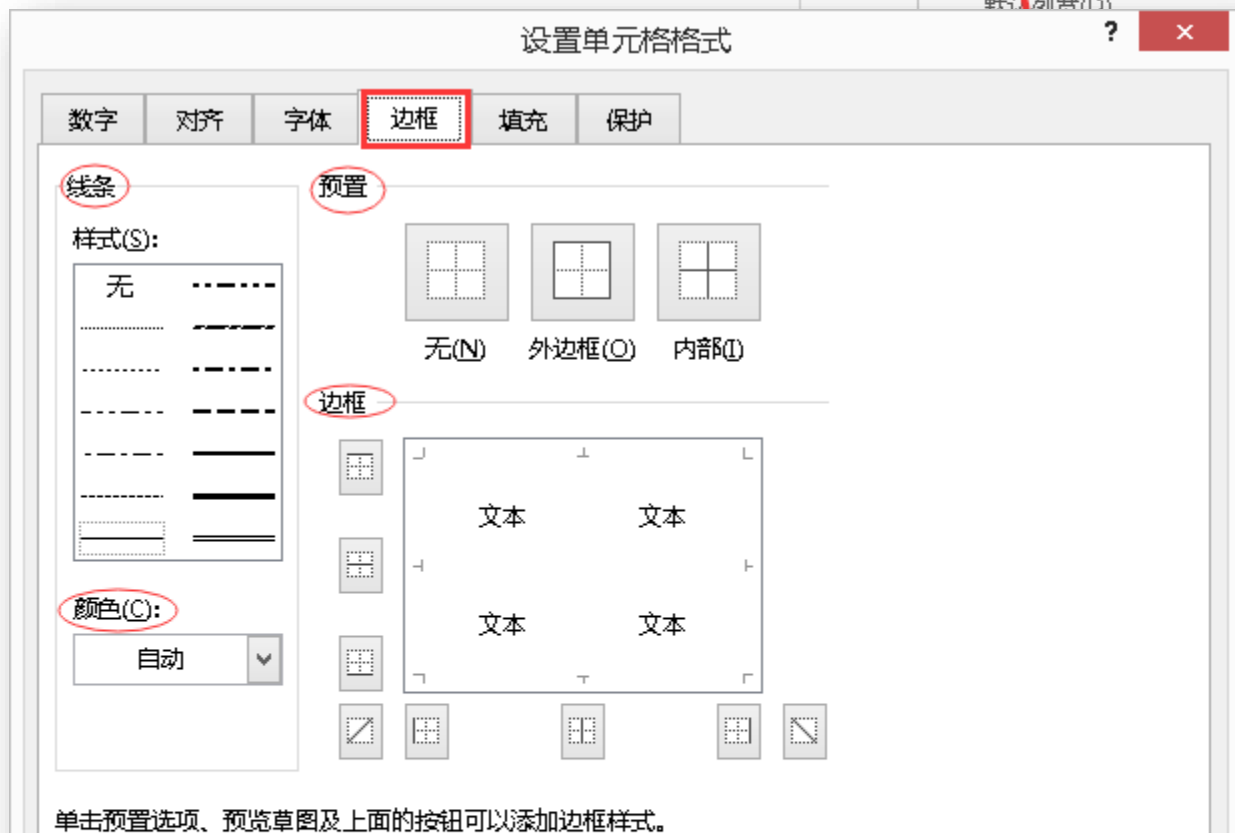 设置单元格格式
?
数字 对齐 字体 边框 填充 保护
线条
样式(S):
无
颜色(C):
自动
预置
无(N) 外边框(O) 内部(I)
边框
文本 文本
文本 文本
单击预置选项、预览草图及上面的按钮可以添加边框样式。